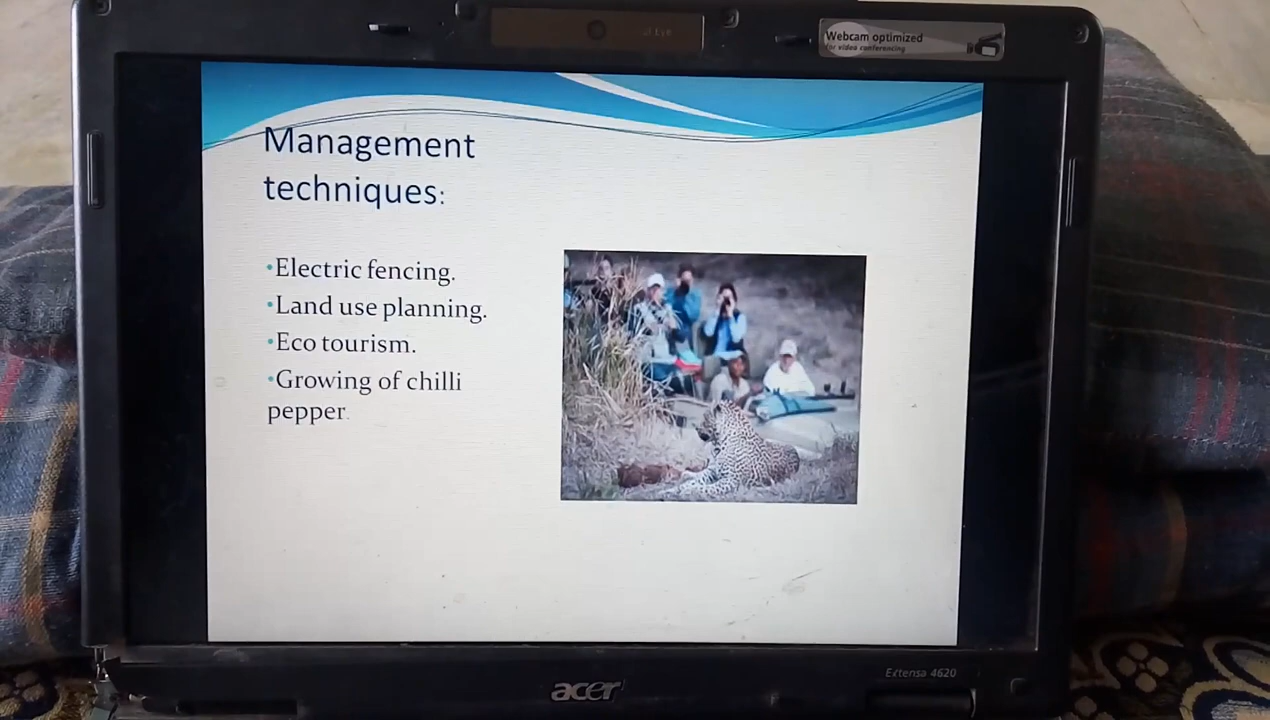 Webcam optimized
for video conferencing
Management
techniques:
•Electric fencing.
•Land use planning.
•Eco tourism.
•Growing of chilli
pepper.
acer
Extensa 4620